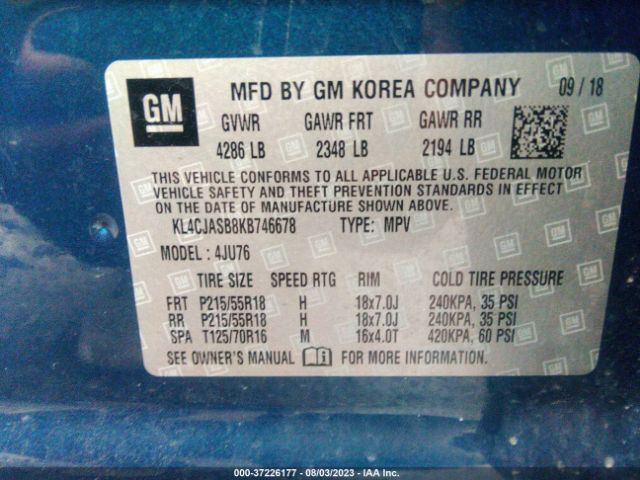 GM
MFD BY GM KOREA COMPANY 09 / 18
GVWR GAWR FRT GAWR RR
4286 LB 2348 LB 2194 LB
THIS VEHICLE CONFORMS TO ALL APPLICABLE U.S. FEDERAL MOTOR
VEHICLE SAFETY AND THEFT PREVENTION STANDARDS IN EFFECT
ON THE DATE OF MANUFACTURE SHOWN ABOVE.
KL4CJASB8KB746678 TYPE: MPV
MODEL : 4JU76
TIRE SIZE SPEED RTG RIM COLD TIRE PRESSURE
FRT P215/55R18 H 18x7.0J 240KPA, 35 PSI
RR P215/55R18 H 18x7.0J 240KPA, 35 PSI
SPA T125/70R16 M 16x4.0T 420KPA, 60 PSI
SEE OWNER'S MANUAL FOR MORE INFORMATION.
000-37226177 - 08/03/2023 - IAA Inc.